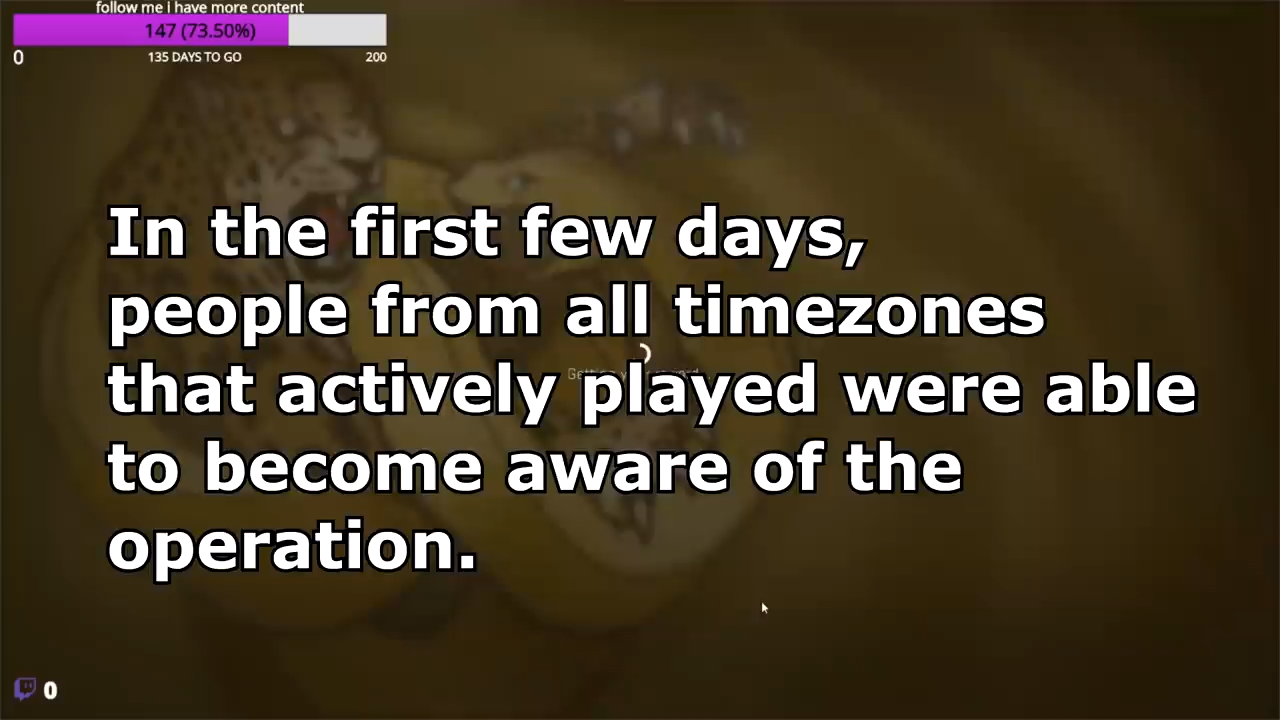 follow me i have more content
147 (73.50%)
0 135 DAYS TO GO 200
In the first few days,
people from all timezones
that actively played were able
to become aware of the
operation.
0